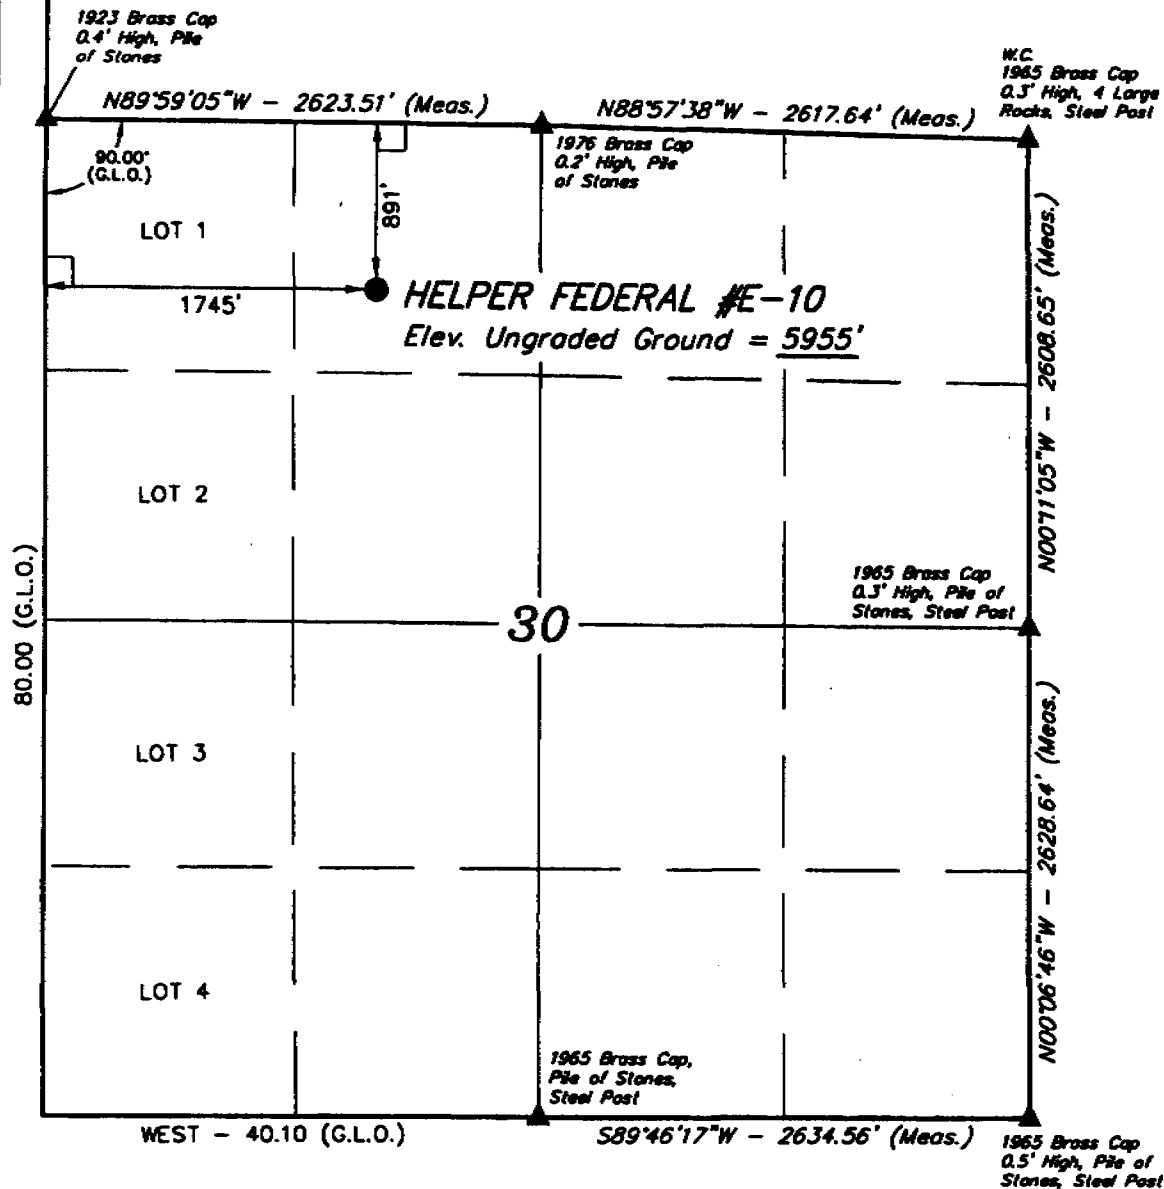 1923 Brass Cap
0.4' High, Pile
of Stones
W.C.
1965 Brass Cap
0.3' High, 4 Large
Rocks, Steel Post
N89°59'05"W - 2623.51' (Meas.)
N88°57'38"W - 2617.64' (Meas.)
1976 Brass Cap
0.2' High, Pile
of Stones
90.00°
(G.L.O.)
LOT 1
891'
1745'
HELPER FEDERAL #E-10
Elev. Ungraded Ground = 5955'
N00°11'05"W - 2608.65' (Meas.)
LOT 2
80.00 (G.L.O.)
1965 Brass Cap
0.3' High, Pile of
Stones, Steel Post
30
LOT 3
N00°06'46"W - 2628.64' (Meas.)
LOT 4
1965 Brass Cap,
Pile of Stones,
Steel Post
WEST - 40.10 (G.L.O.)
S89°46'17"W - 2634.56' (Meas.)
1965 Brass Cap
0.5' High, Pile of
Stones, Steel Post